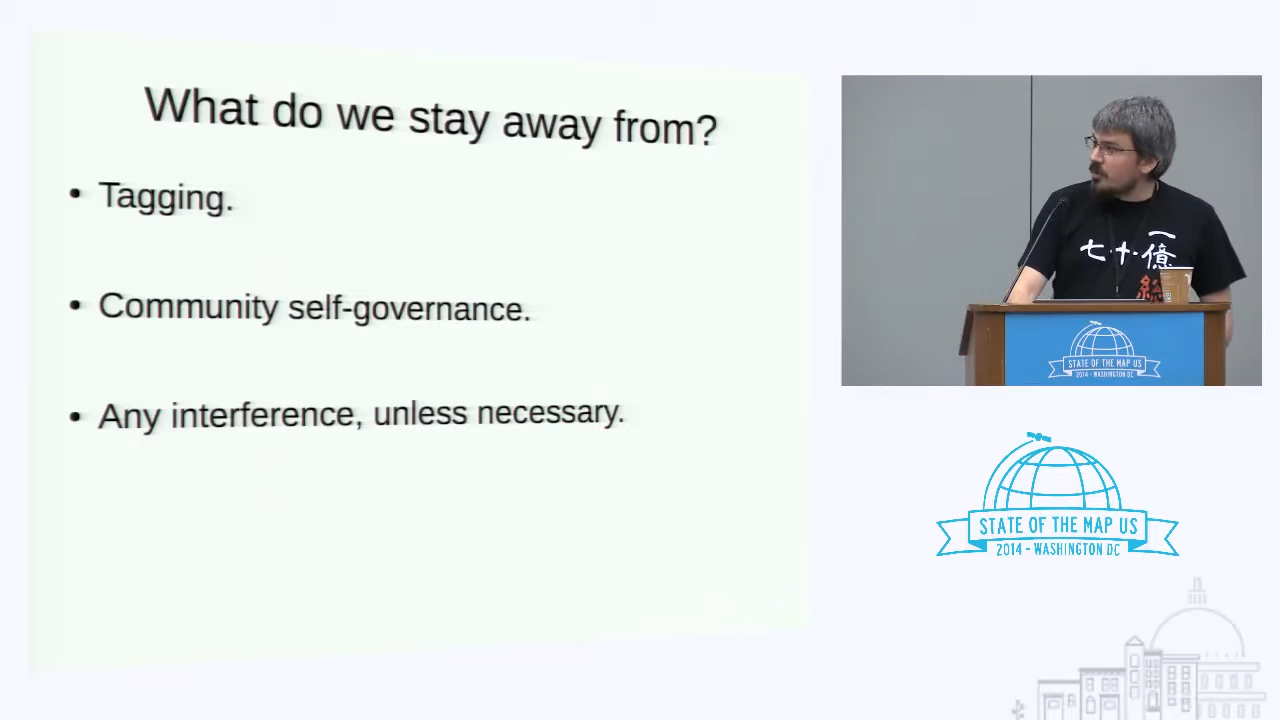 What do we stay away from?
• Tagging.
• Community self-governance.
• Any interference, unless necessary.
一
七十億
STATE OF THE MAP US
2014 - WASHINGTON DC
STATE OF THE MAP US
2014 - WASHINGTON DC